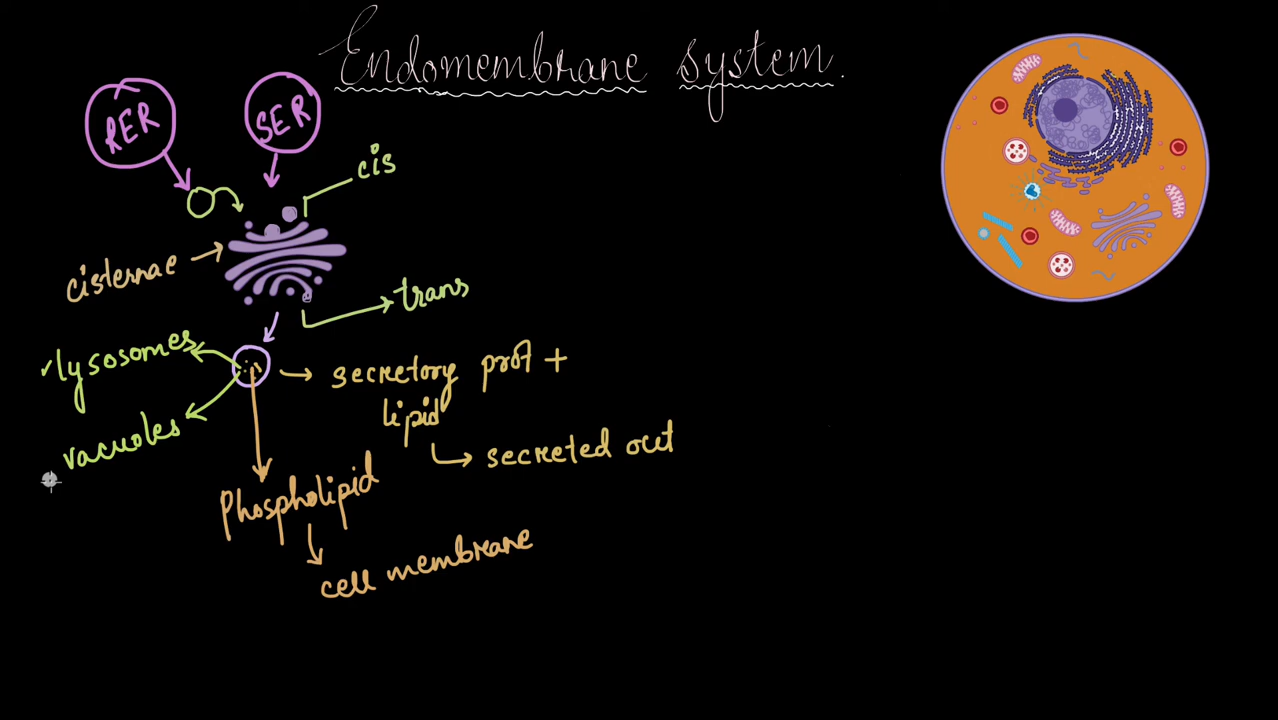 Endomembrane system.
RER
SER
cis
cisternae
trans
lysosomes
secretory prot +
lipid
vacuoles
secreted out
Phospholipid
cell membrane